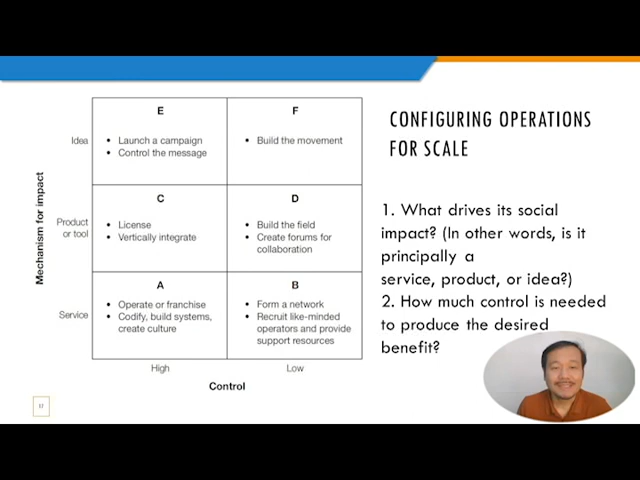 CONFIGURING OPERATIONS
FOR SCALE
Mechanism for impact
Idea
E
• Launch a campaign
• Control the message
F
• Build the movement
Product
or tool
C
• License
• Vertically integrate
D
• Build the field
• Create forums for
collaboration
Service
A
• Operate or franchise
• Codify, build systems,
create culture
B
• Form a network
• Recruit like-minded
operators and provide
support resources
High
Low
Control
1. What drives its social
impact? (In other words, is it
principally a
service, product, or idea?)
2. How much control is needed
to produce the desired
benefit?
17